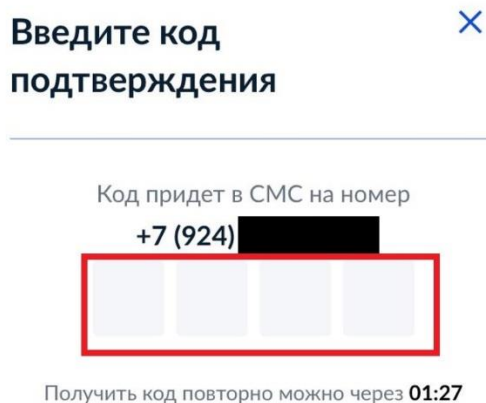 Введите код
подтверждения
Код придет в СМС на номер
+7 (924)
Получить код повторно можно через 01:27